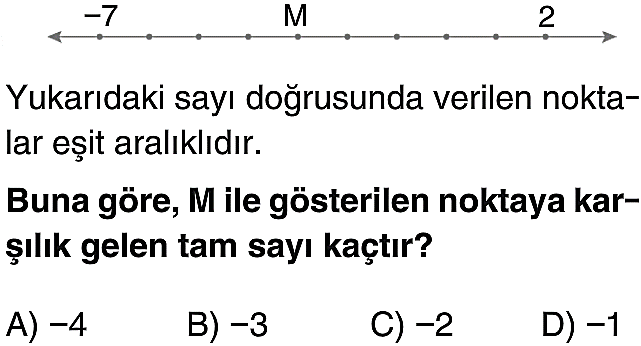 –7 M 2
Yukarıdaki sayı doğrusunda verilen nokta–
lar eşit aralıklıdır.
Buna göre, M ile gösterilen noktaya kar–
şılık gelen tam sayı kaçtır?
A) –4 B) –3 C) –2 D) –1